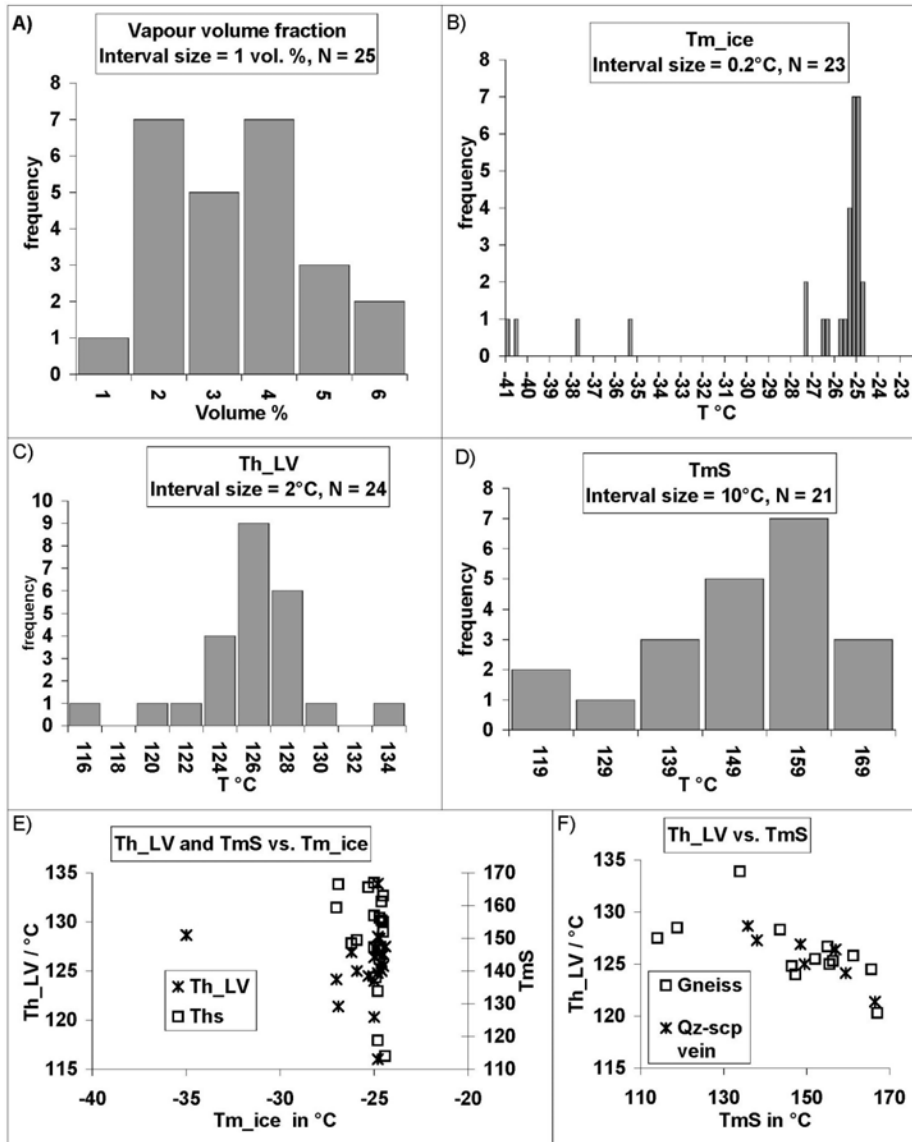 A)
Vapour volume fraction
Interval size = 1 vol. %, N = 25
frequency
8
7
6
5
4
3
2
1
0
1 2 3 4 5 6
Volume %
B)
Tm_ice
Interval size = 0.2°C, N = 23
frequency
8
7
6
5
4
3
2
1
0
-41 -40 -38 -37 -36 -34 -33 -32 -31 -30 -29 -28 -27 -26 -25 -24 -23
T °C
C)
Th_LV
Interval size = 2°C, N = 24
frequency
10
9
8
7
6
5
4
3
2
1
0
116 118 120 122 124 126 128 130 132 134
T °C
D)
TmS
Interval size = 10°C, N = 21
frequency
8
7
6
5
4
3
2
1
0
119 129 139 149 159 169
T °C
E)
Th_LV and TmS vs. Tm_ice
Th_LV / °C
135
130
125
120
115
Th_LV
Ths
170
160
150
140
130
120
110
TmS
-40 -35 -30 -25 -20
Tm_ice in °C
F)
Th_LV vs. TmS
Th_LV / °C
135
130
125
120
115
Gneiss
Qz-scp
vein
110 130 150 170
TmS in °C